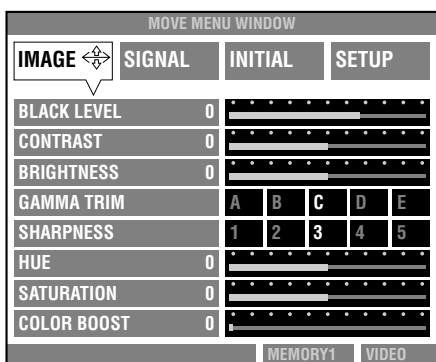 MOVE MENU WINDOW
IMAGE SIGNAL INITIAL SETUP
BLACK LEVEL 0
CONTRAST 0
BRIGHTNESS 0
GAMMA TRIM A B C D E
SHARPNESS 1 2 3 4 5
HUE 0
SATURATION 0
COLOR BOOST 0
MEMORY1 VIDEO